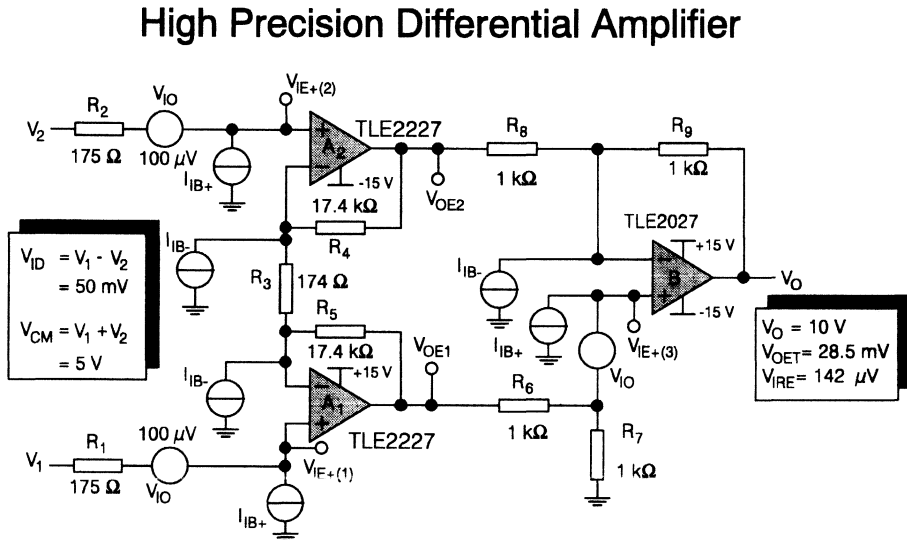 High Precision Differential Amplifier
V2
R2
175 Ω
VIO
100 µV
IIB+
VIE+(2)
+
A2
−
TLE2227
-15 V
17.4 kΩ
R4
VOE2
R8
1 kΩ
R9
1 kΩ
TLE2027
+15 V
−
B
+
-15 V
VO
IIB-
IIB+
VIE+(3)
VIO
VID = V1 - V2
= 50 mV
VCM = V1 + V2
= 5 V
IIB-
R3
174 Ω
R5
17.4 kΩ
+15 V
VOE1
IIB-
−
A1
+
TLE2227
R6
1 kΩ
R7
1 kΩ
VO = 10 V
VOET = 28.5 mV
VIRE = 142 µV
V1
R1
175 Ω
100 µV
VIO
VIE+(1)
IIB+